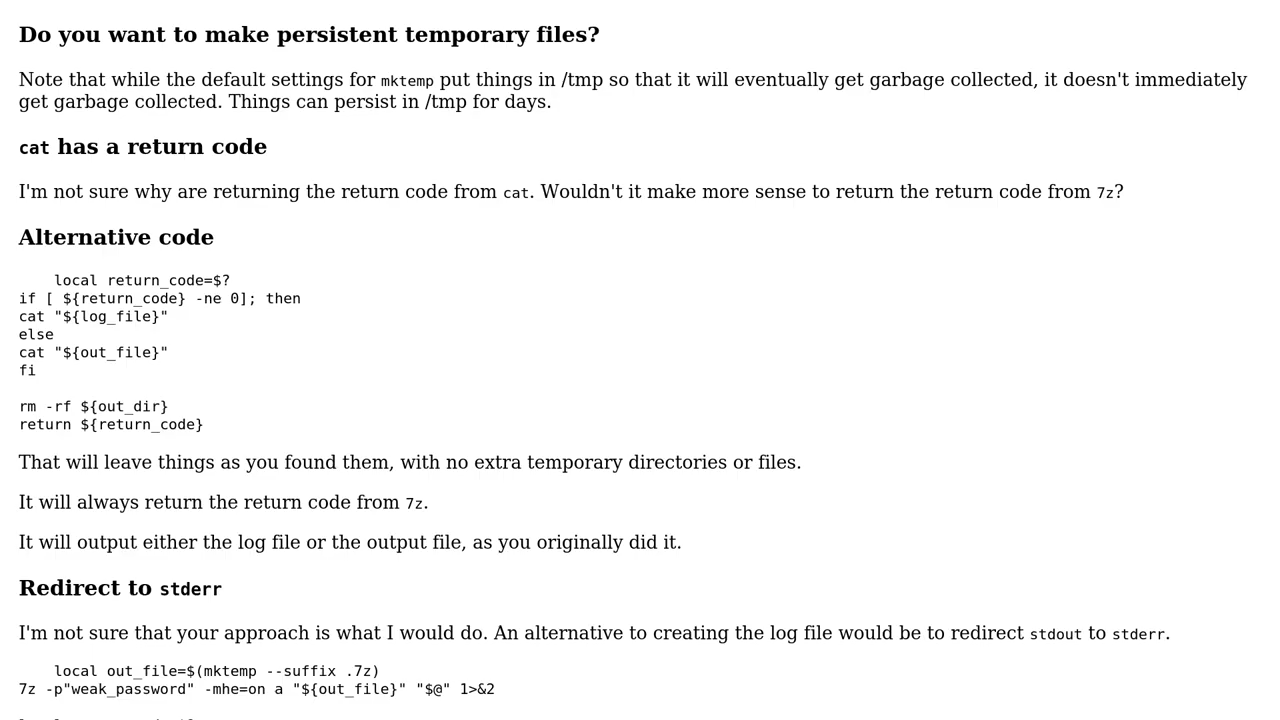 Do you want to make persistent temporary files?
Note that while the default settings for mktemp put things in /tmp so that it will eventually get garbage collected, it doesn't immediately
get garbage collected. Things can persist in /tmp for days.
cat has a return code
I'm not sure why are returning the return code from cat. Wouldn't it make more sense to return the return code from 7z?
Alternative code
    local return_code=$?
if [ ${return_code} -ne 0]; then
cat "${log_file}"
else
cat "${out_file}"
fi

rm -rf ${out_dir}
return ${return_code}
That will leave things as you found them, with no extra temporary directories or files.
It will always return the return code from 7z.
It will output either the log file or the output file, as you originally did it.
Redirect to stderr
I'm not sure that your approach is what I would do. An alternative to creating the log file would be to redirect stdout to stderr.
    local out_file=$(mktemp --suffix .7z)
7z -p"weak_password" -mhe=on a "${out_file}" "$@" 1>&2